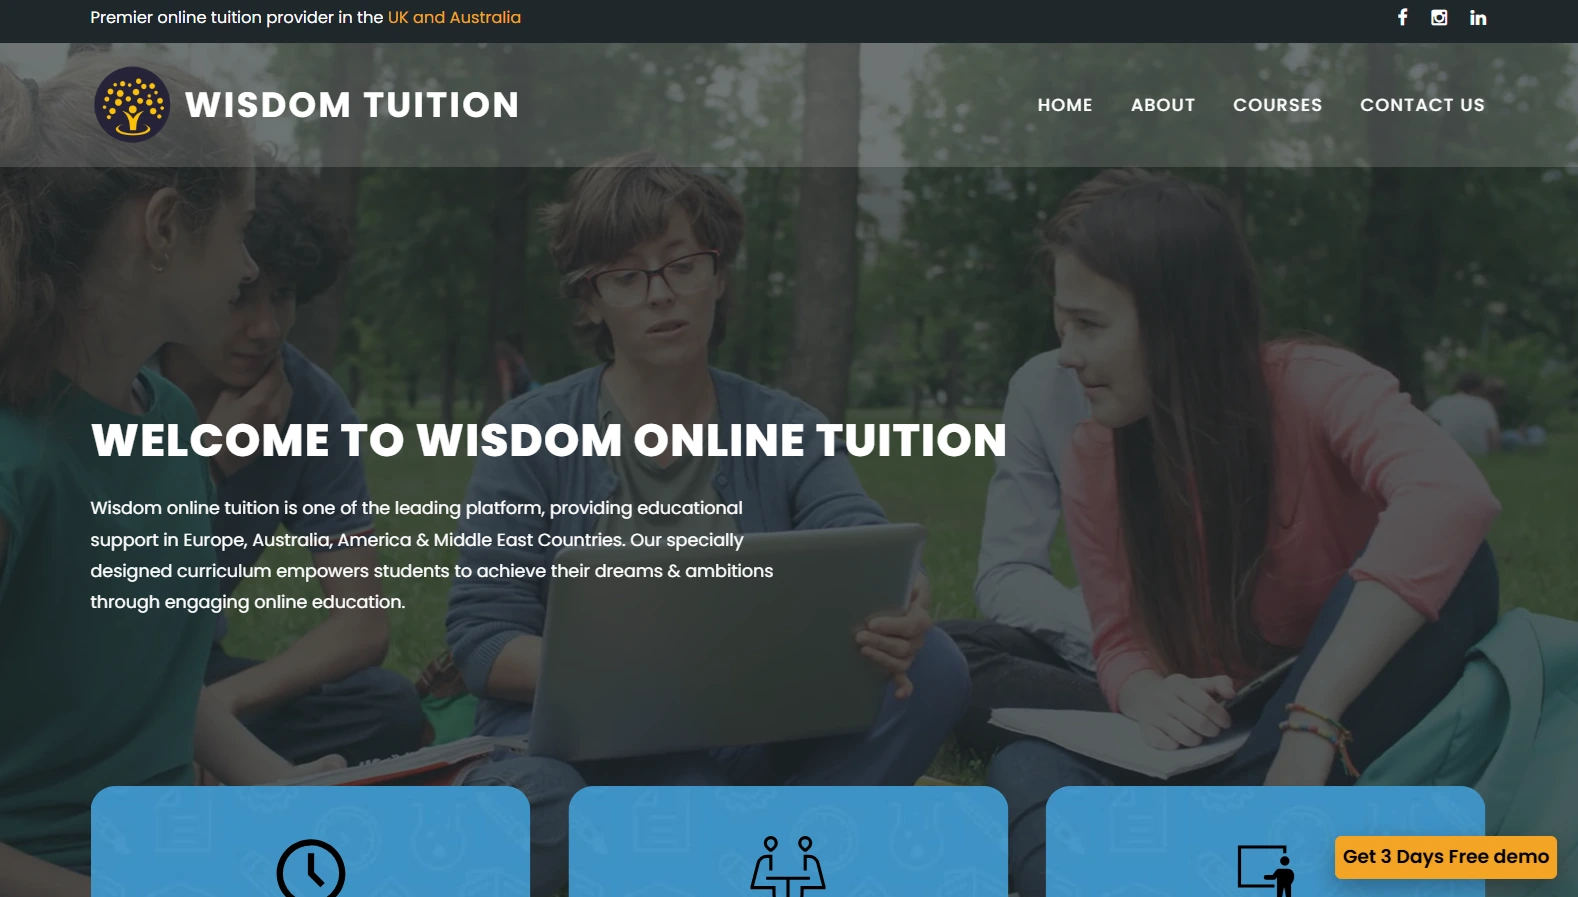 Premier online tuition provider in the UK and Australia
WISDOM TUITION
HOME ABOUT COURSES CONTACT US
WELCOME TO WISDOM ONLINE TUITION
Wisdom online tuition is one of the leading platform, providing educational
support in Europe, Australia, America & Middle East Countries. Our specially
designed curriculum empowers students to achieve their dreams & ambitions
through engaging online education.
Get 3 Days Free demo